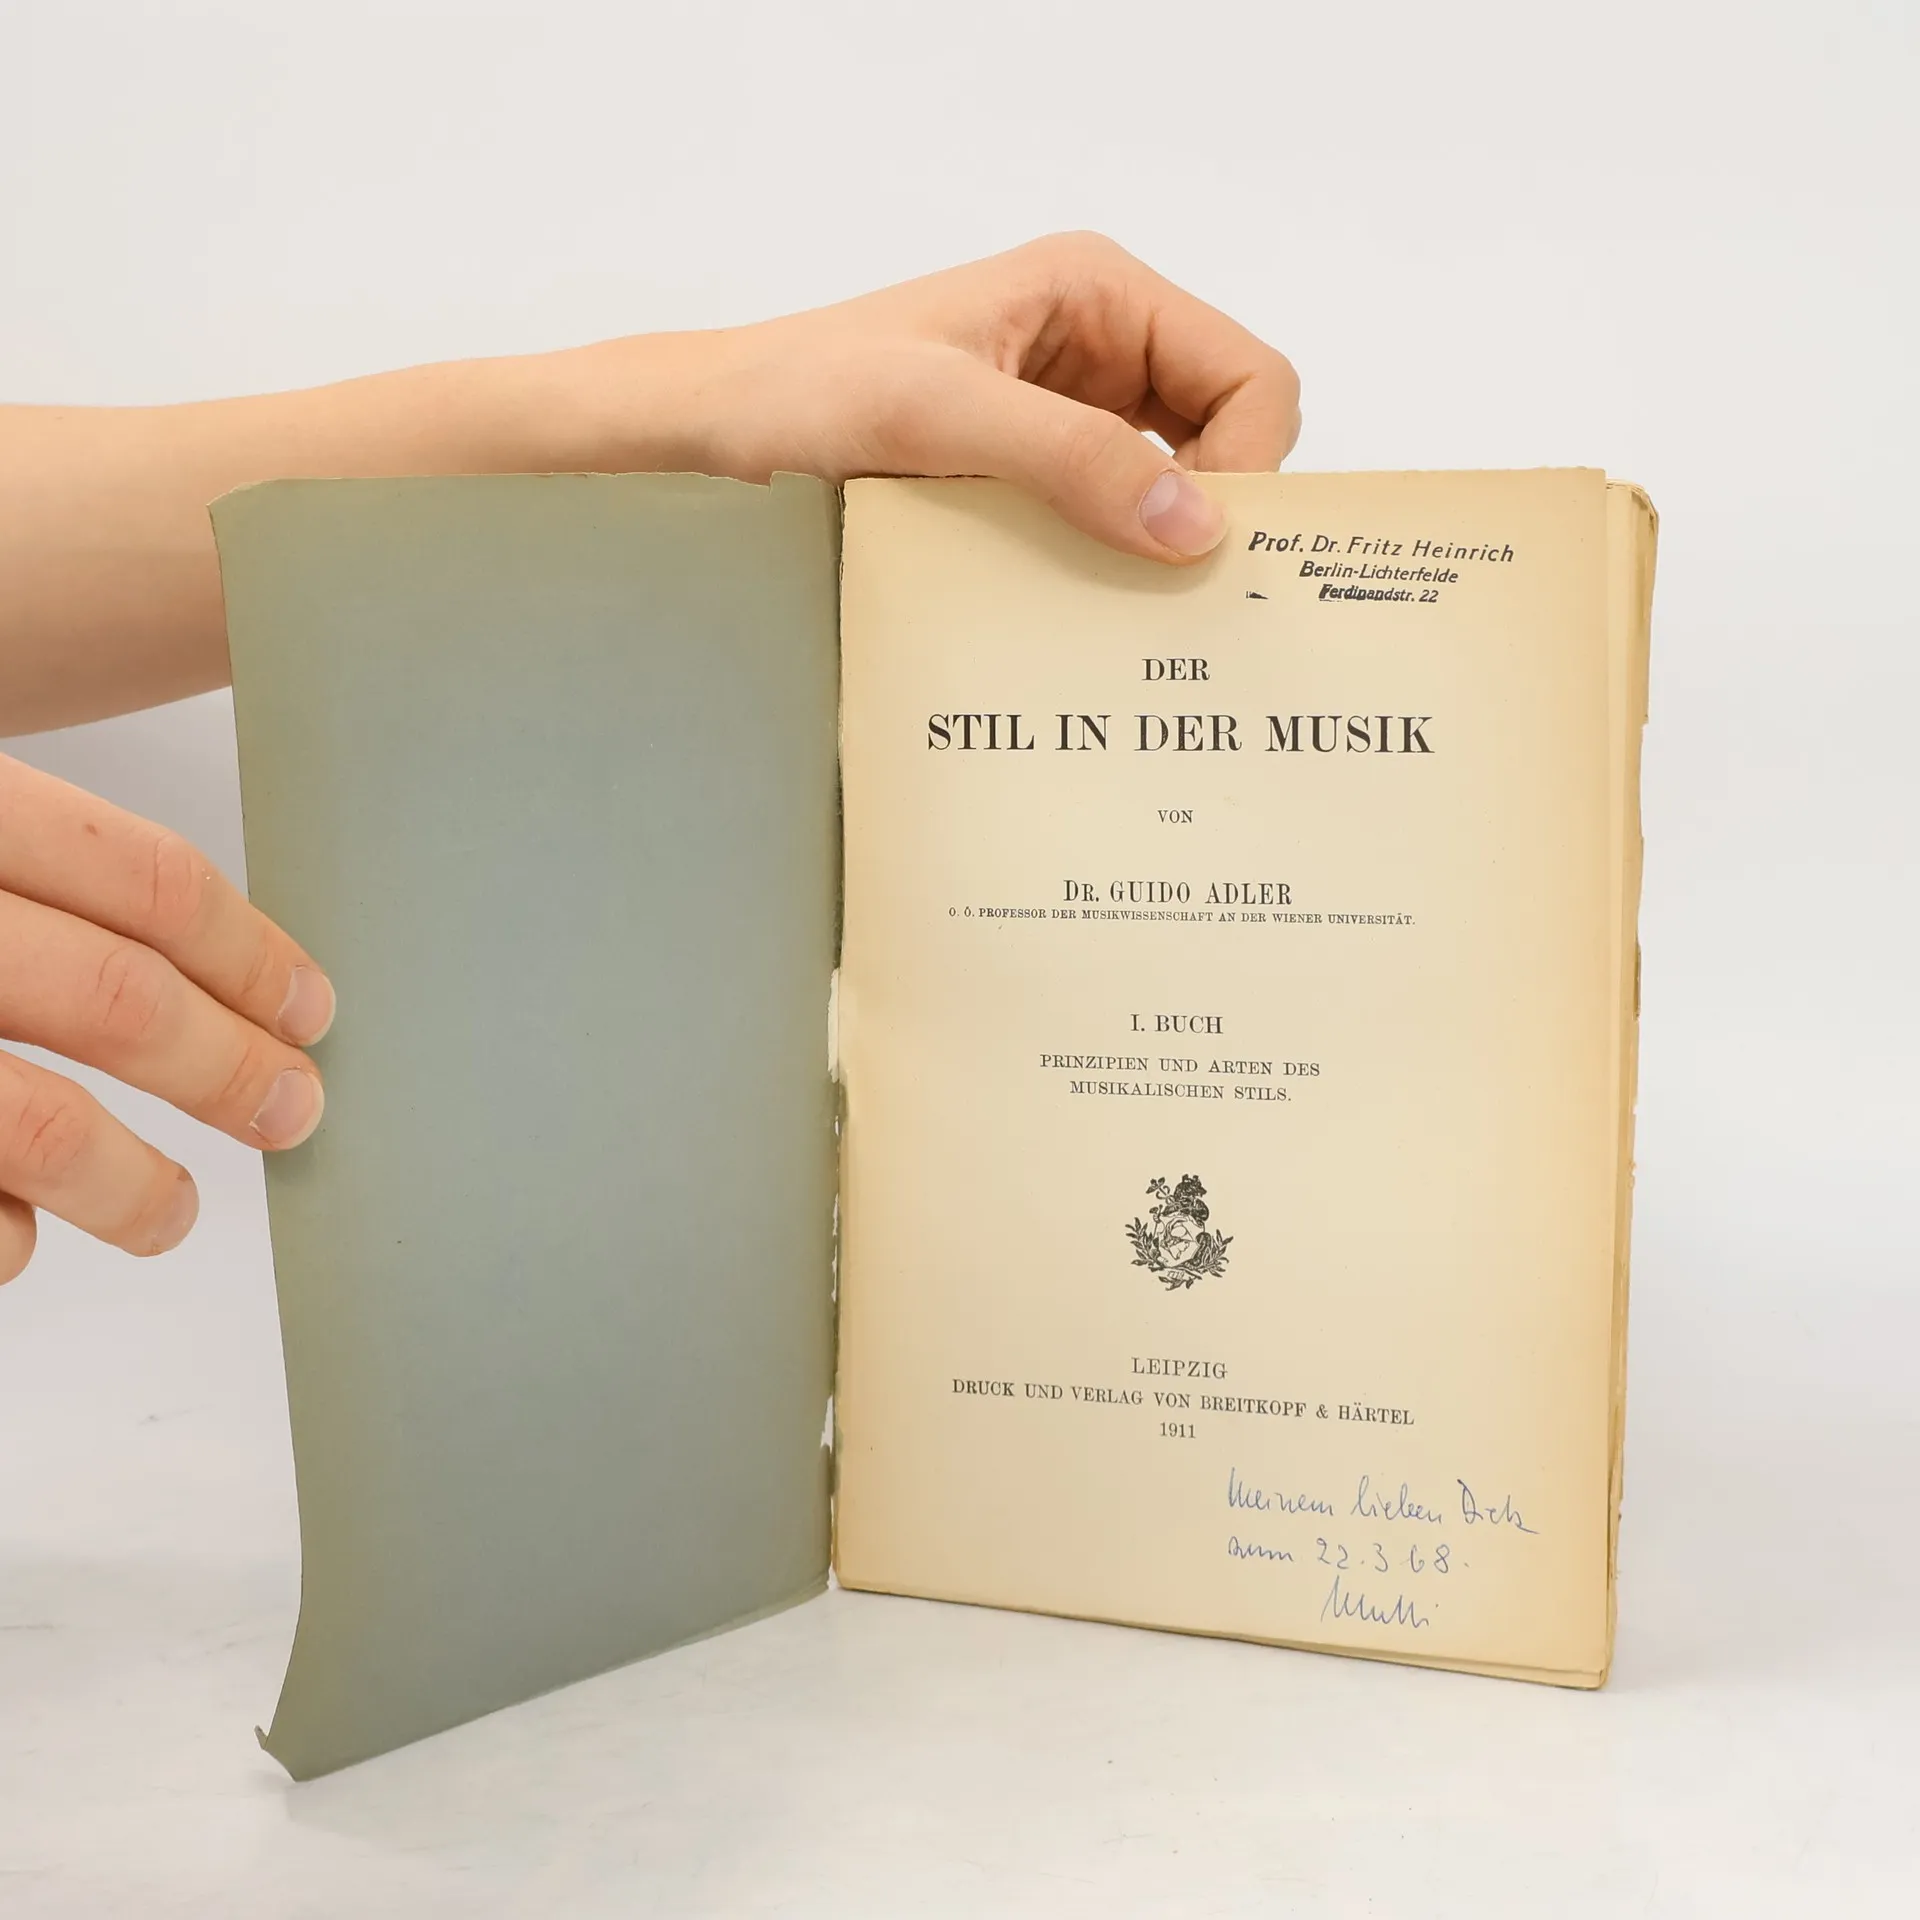 Prof. Dr. Fritz Heinrich
Berlin-Lichterfelde
Ferdinandstr. 22
DER
STIL IN DER MUSIK
VON
DR. GUIDO ADLER
O. Ö. PROFESSOR DER MUSIKWISSENSCHAFT AN DER WIENER UNIVERSITÄT.
I. BUCH
PRINZIPIEN UND ARTEN DES
MUSIKALISCHEN STILS.
LEIPZIG
DRUCK UND VERLAG VON BREITKOPF & HÄRTEL
1911
Meinem lieben
zum 22.3 68.